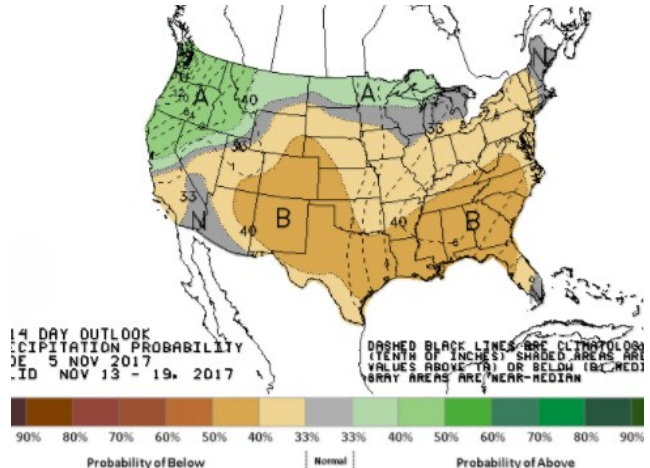 A
A
N
40
33
33
33
N
B
40
40
B
14 DAY OUTLOOK
ECIPITATION PROBABILITY
DE 5 NOV 2017
LID NOV 13 - 19, 2017
DASHED BLACK LINES ARE CLIMATOLOG
(TENTH OF INCHES) SHADED AREAS ARE
VALUES ABOVE (A) OR BELOW (B) MEDI
GRAY AREAS ARE NEAR-MEDIAN
90% 80% 70% 60% 50% 40% 33% 33% 40% 50% 60% 70% 80% 90%
Probability of Below Normal Probability of Above